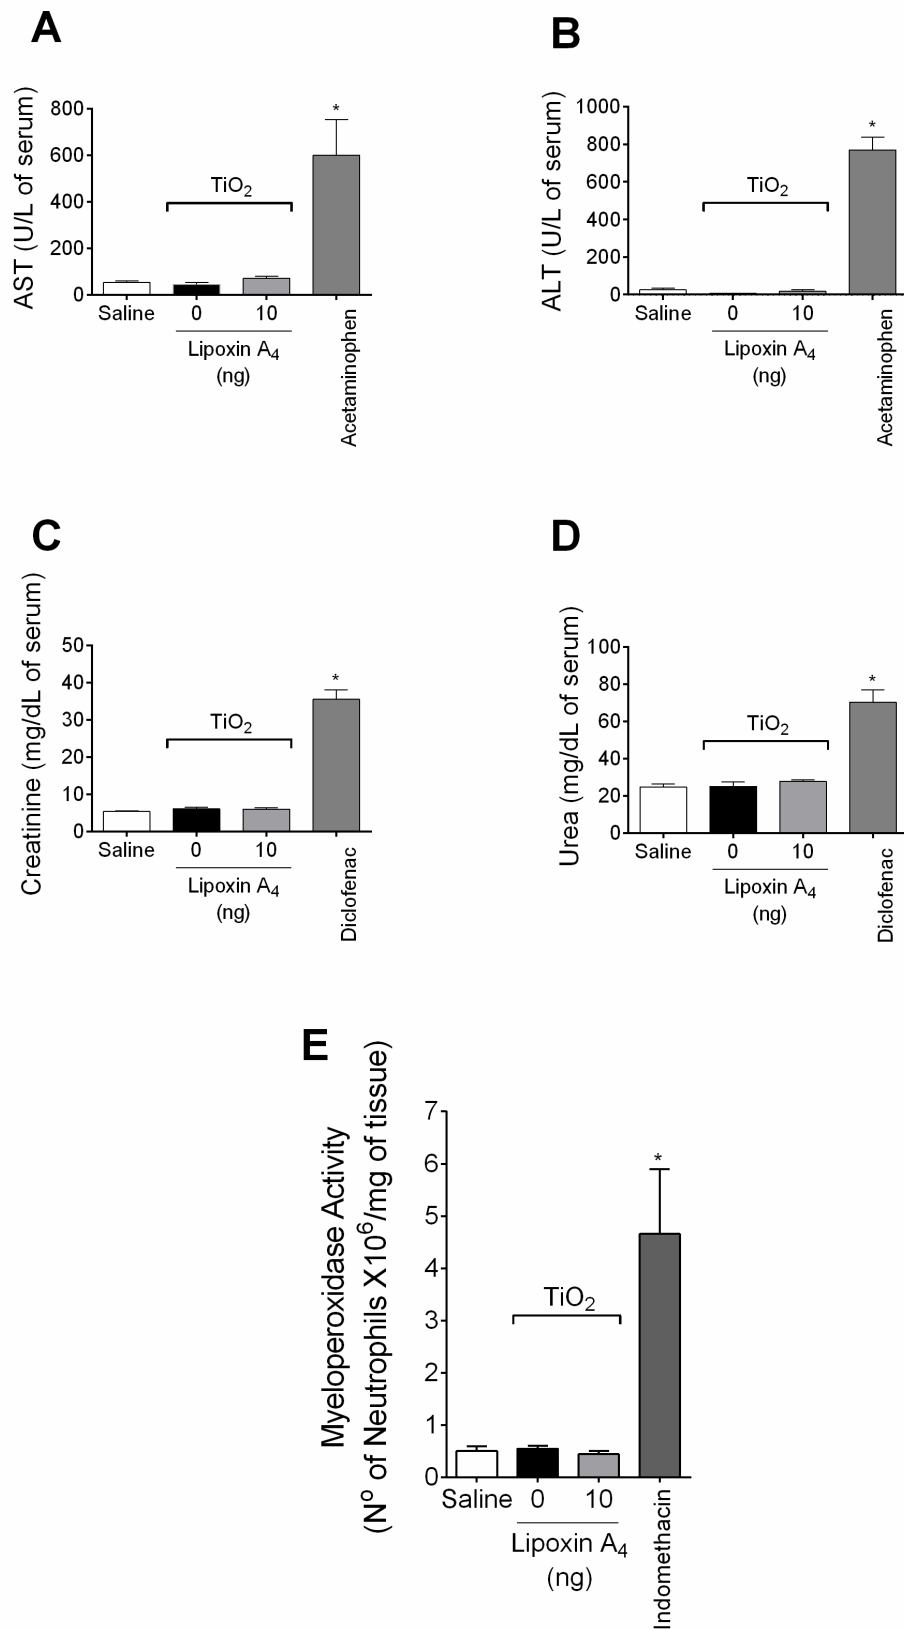 A
AST (U/L of serum)
800
600
400
200
0
*
TiO2
Saline
0
10
Lipoxin A4
(ng)
Acetaminophen
B
ALT (U/L of serum)
1000
800
600
400
200
0
*
TiO2
Saline
0
10
Lipoxin A4
(ng)
Acetaminophen
C
Creatinine (mg/dL of serum)
50
40
30
20
10
0
*
TiO2
Saline
0
10
Lipoxin A4
(ng)
Diclofenac
D
Urea (mg/dL of serum)
100
80
60
40
20
0
*
TiO2
Saline
0
10
Lipoxin A4
(ng)
Diclofenac
E
Myeloperoxidase Activity
(Nº of Neutrophils X10⁶/mg of tissue)
7
6
5
4
3
2
1
0
*
TiO2
Saline
0
10
Lipoxin A4
(ng)
Indomethacin